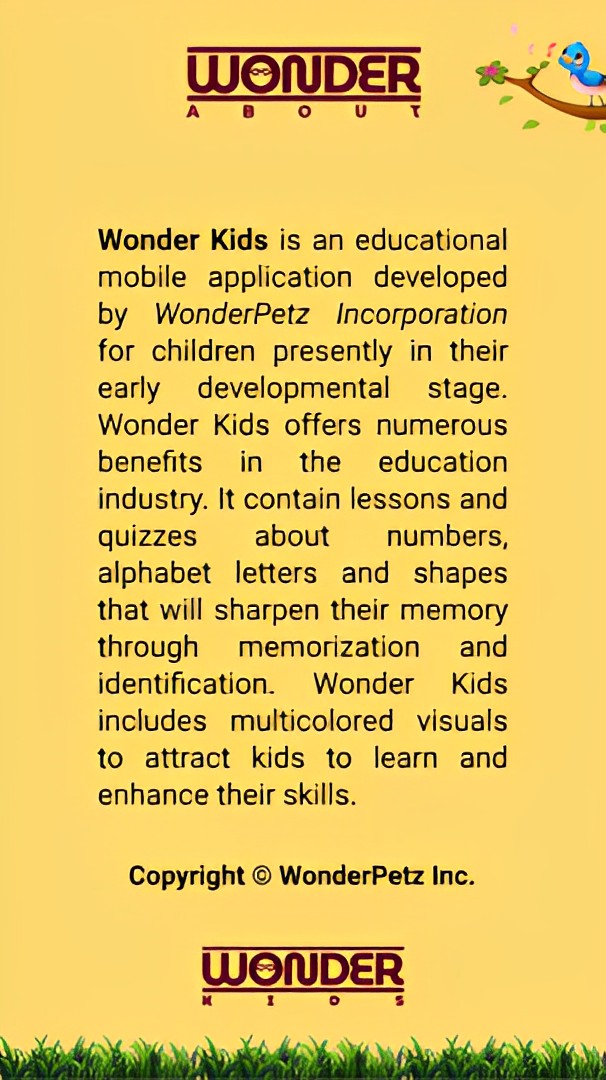 WONDER
ABOUT
Wonder Kids is an educational
mobile application developed
by WonderPetz Incorporation
for children presently in their
early developmental stage.
Wonder Kids offers numerous
benefits in the education
industry. It contain lessons and
quizzes about numbers,
alphabet letters and shapes
that will sharpen their memory
through memorization and
identification. Wonder Kids
includes multicolored visuals
to attract kids to learn and
enhance their skills.
Copyright © WonderPetz Inc.
WONDER
KIDS